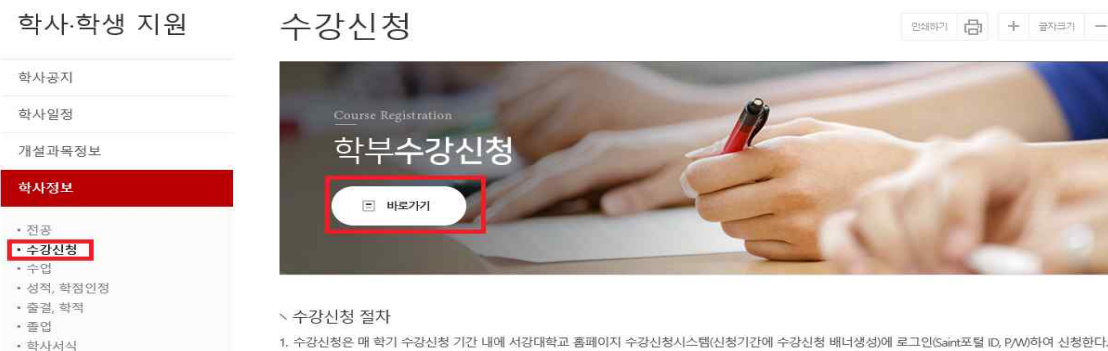 학사·학생 지원
학사공지
학사일정
개설과목정보
학사정보
• 전공
• 수강신청
• 수업
• 성적, 학점인정
• 출결, 학적
• 졸업
• 학사서식
수강신청
인쇄하기
+ 글자크기 −
Course Registration
학부수강신청
바로가기
수강신청 절차
1. 수강신청은 매 학기 수강신청 기간 내에 서강대학교 홈페이지 수강신청시스템(신청기간에 수강신청 배너생성)에 로그인(Saint포털 ID, P/W)하여 신청한다.